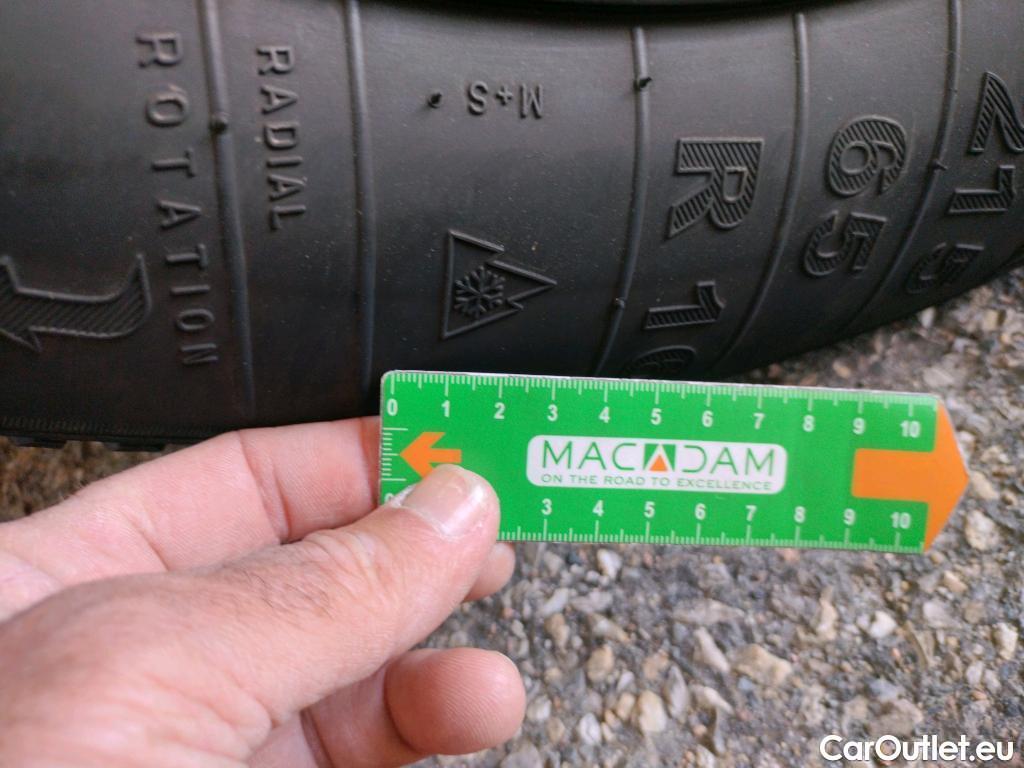 ROTATION
RADIAL
M+S
215
65
R
0 1 2 3 4 5 6 7 8 9 10
MACADAM
ON THE ROAD TO EXCELLENCE
3 4 5 6 7 8 9 10
CarOutlet.eu